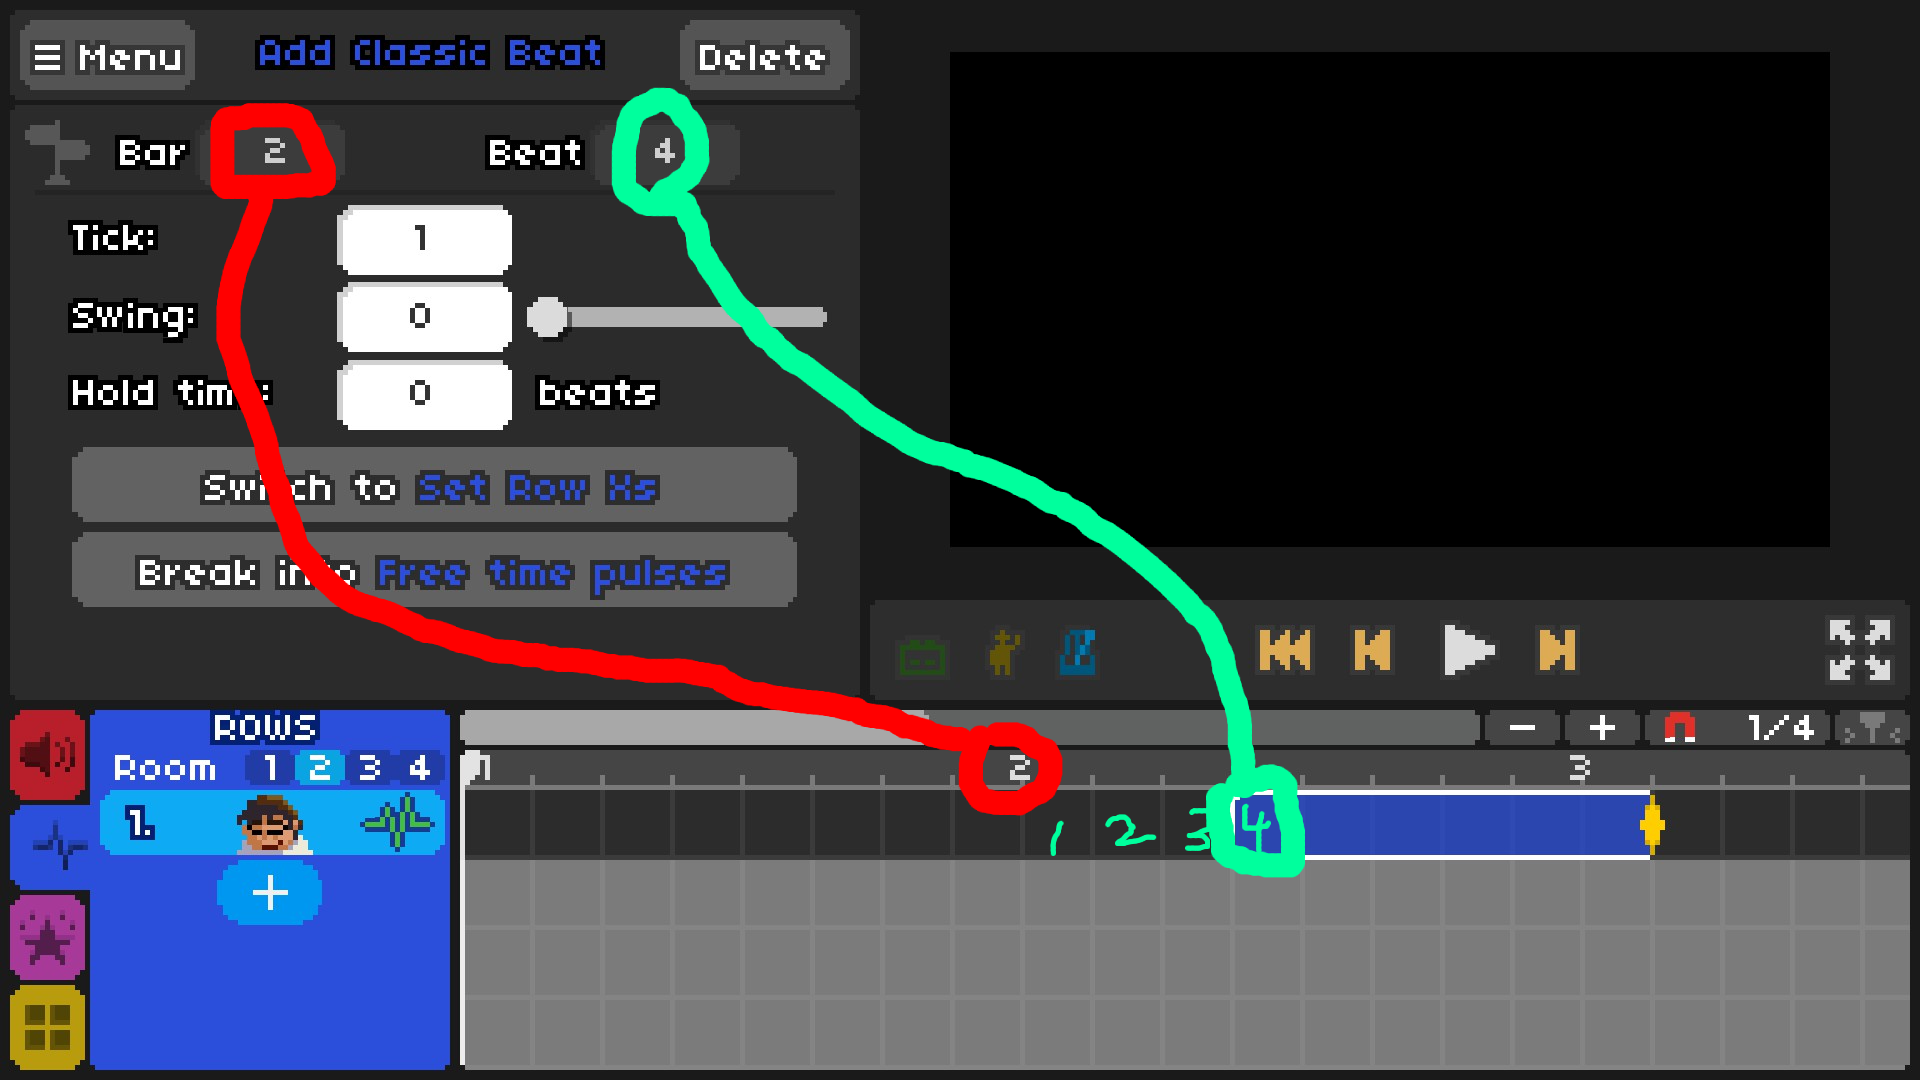 Menu Add Classic Beat Delete
Bar 2 Beat 4
Tick: 1
Swing: 0
Hold time: 0 beats
Switch to Set Row Xs
Break into Free time pulses
ROWS
1/4
Room 1 2 3 4
1 2 3
1.
1 2 3 4